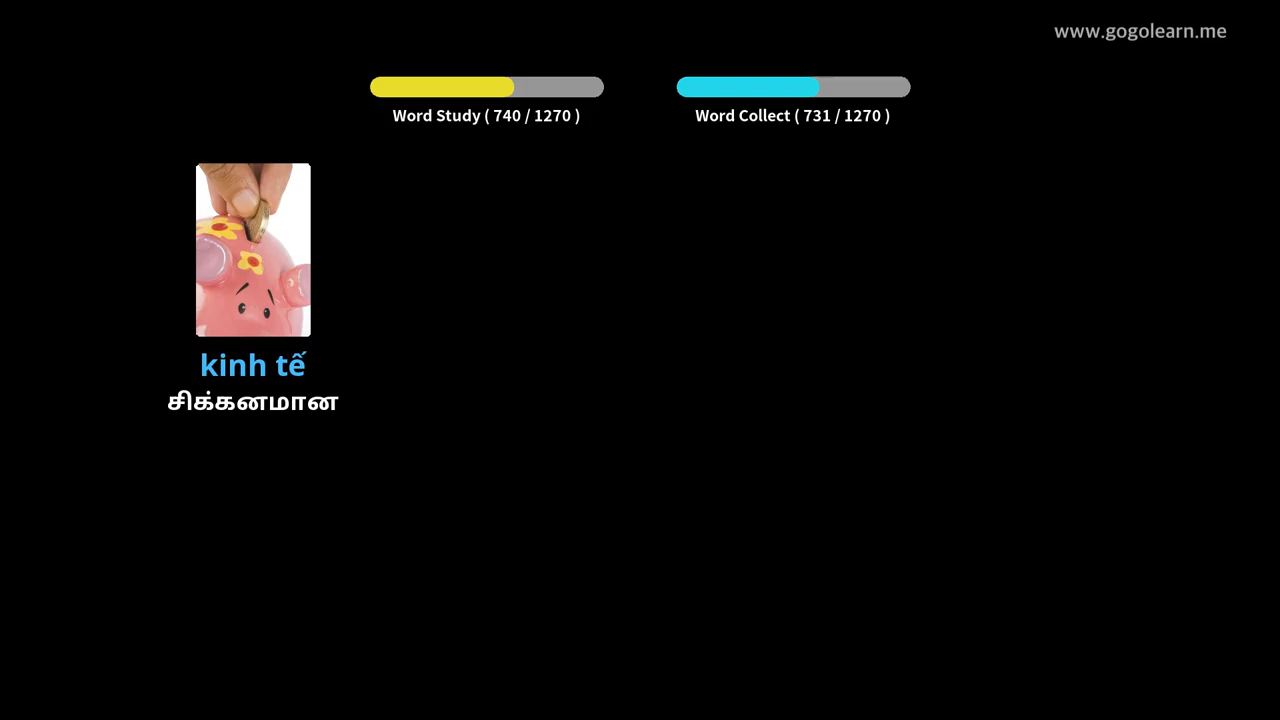 www.gogolearn.me
Word Study ( 740 / 1270 )
Word Collect ( 731 / 1270 )
kinh tế
சிக்கனமான